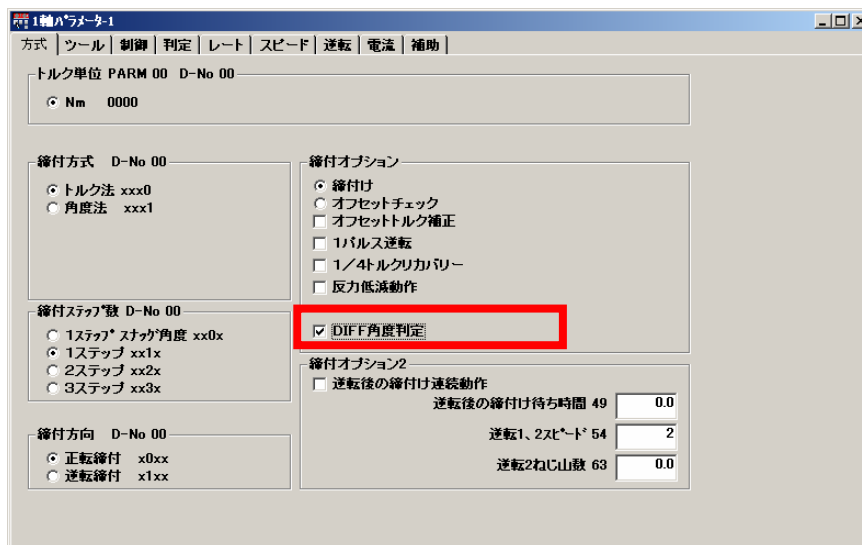 1軸パラメータ-1
方式 ツール 制御 判定 レート スピード 逆転 電流 補助
トルク単位 PARM 00 D-No 00
Nm 0000
締付方式 D-No 00
トルク法 xxx0
角度法 xxx1
締付ステップ数 D-No 00
1ステップ スナッグ角度 xx0x
1ステップ xx1x
2ステップ xx2x
3ステップ xx3x
締付方向 D-No 00
正転締付 x0xx
逆転締付 x1xx
締付オプション
締付け
オフセットチェック
オフセットトルク補正
1パルス逆転
1/4トルクリカバリー
反力低減動作
DIFF角度判定
締付オプション2
逆転後の締付け連続動作
逆転後の締付け待ち時間 49 0.0
逆転1、2スピード 54 2
逆転2ねじ山数 63 0.0